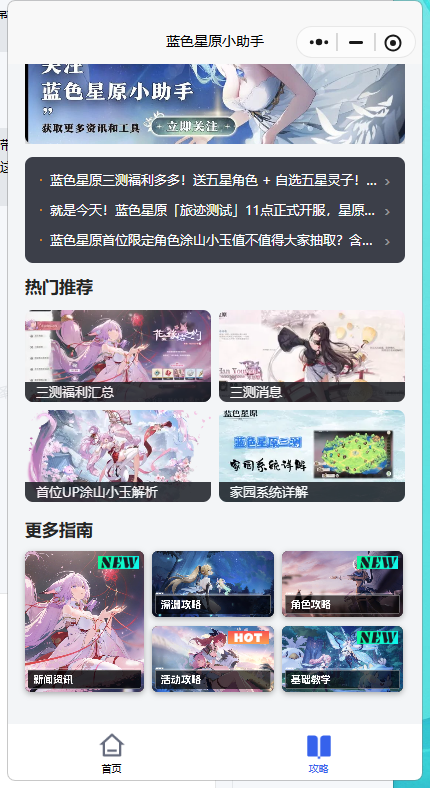 蓝色星原小助手
关注
蓝色星原小助手
获取更多资讯和工具
立即关注
蓝色星原三测福利多多！送五星角色 + 自选五星灵子！...
就是今天！蓝色星原「旅迹测试」11点正式开服，星原...
蓝色星原首位限定角色涂山小玉值不值得大家抽取？含...
热门推荐
三测福利汇总
三测消息
首位UP涂山小玉解析
蓝色星原
蓝色星原三测
家园系统详解
家园系统详解
更多指南
NEW
新闻资讯
深渊攻略
NEW
角色攻略
HOT
活动攻略
NEW
基础教学
首页
攻略